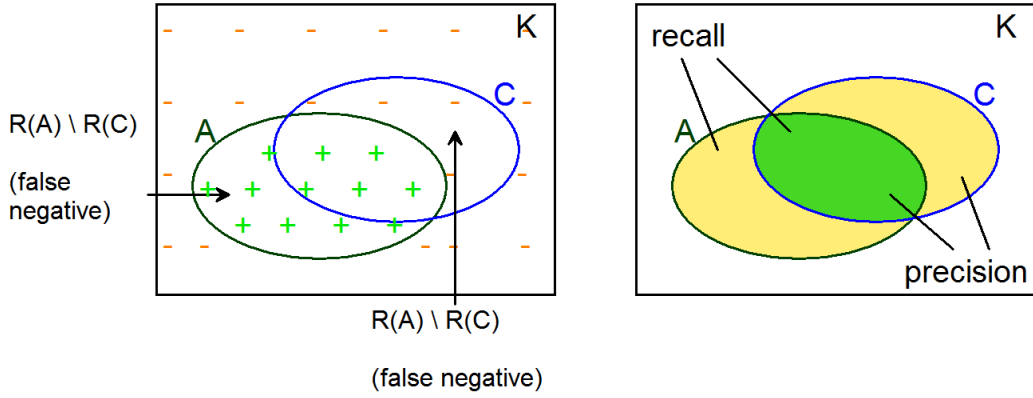 K
C
R(A) \ R(C)
A
(false
negative)
R(A) \ R(C)
(false negative)
K
recall
C
A
precision